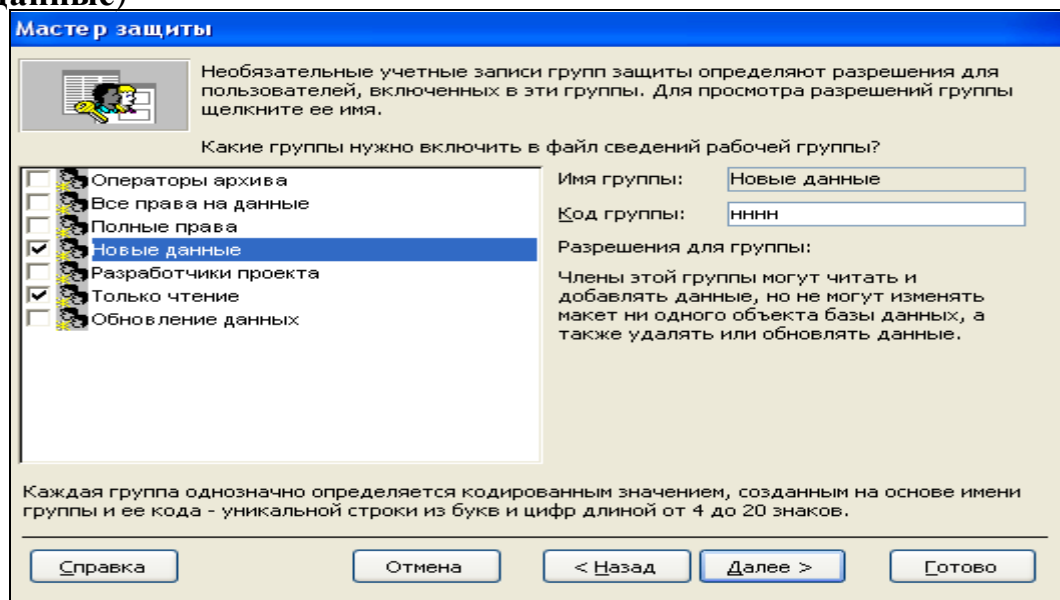 данные)
Мастер защиты
Необязательные учетные записи групп защиты определяют разрешения для
пользователей, включенных в эти группы. Для просмотра разрешений группы
щелкните ее имя.
Какие группы нужно включить в файл сведений рабочей группы?
Операторы архива
Все права на данные
Полные права
Новые данные
Разработчики проекта
Только чтение
Обновление данных
Имя группы: Новые данные
Код группы: нннн
Разрешения для группы:
Члены этой группы могут читать и
добавлять данные, но не могут изменять
макет ни одного объекта базы данных, а
также удалять или обновлять данные.
Каждая группа однозначно определяется кодированным значением, созданным на основе имени
группы и ее кода - уникальной строки из букв и цифр длиной от 4 до 20 знаков.
Справка Отмена < Назад Далее > Готово